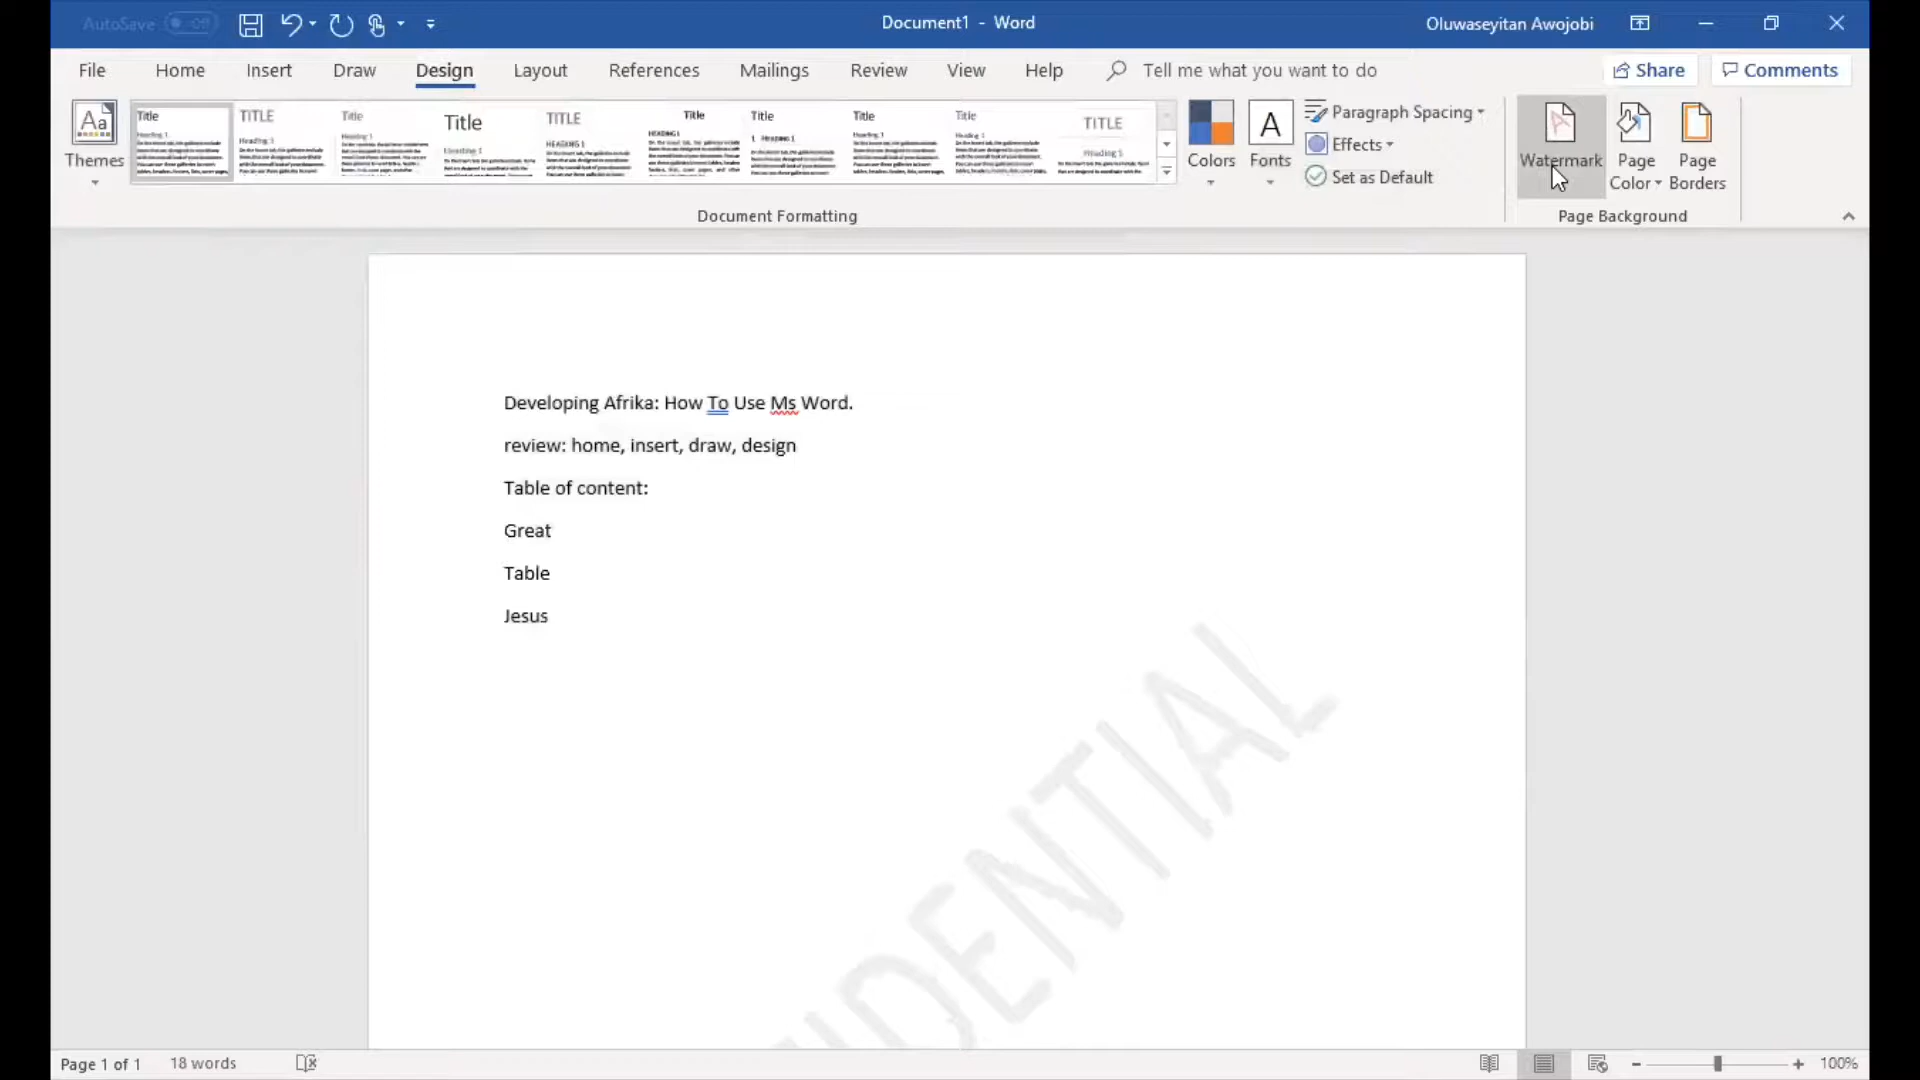 AutoSave Off
Document1 - Word
Oluwaseyitan Awojobi
File Home Insert Draw Design Layout References Mailings Review View Help Tell me what you want to do Share Comments
Themes
Title
Heading 1
TITLE
Heading 1
Title
Heading 1
Title
Heading 1
TITLE
HEADING 1
Title
HEADING 1
Title
1 HEADING 1
Title
Heading 1
Title
Heading 1
TITLE
Colors
Fonts
Paragraph Spacing
Effects
Set as Default
Watermark
Page Color
Page Borders
Document Formatting
Page Background
Developing Afrika: How To Use Ms Word.
review: home, insert, draw, design
Table of content:
Great
Table
Jesus
IDENTIAL
Page 1 of 1 18 words 100%